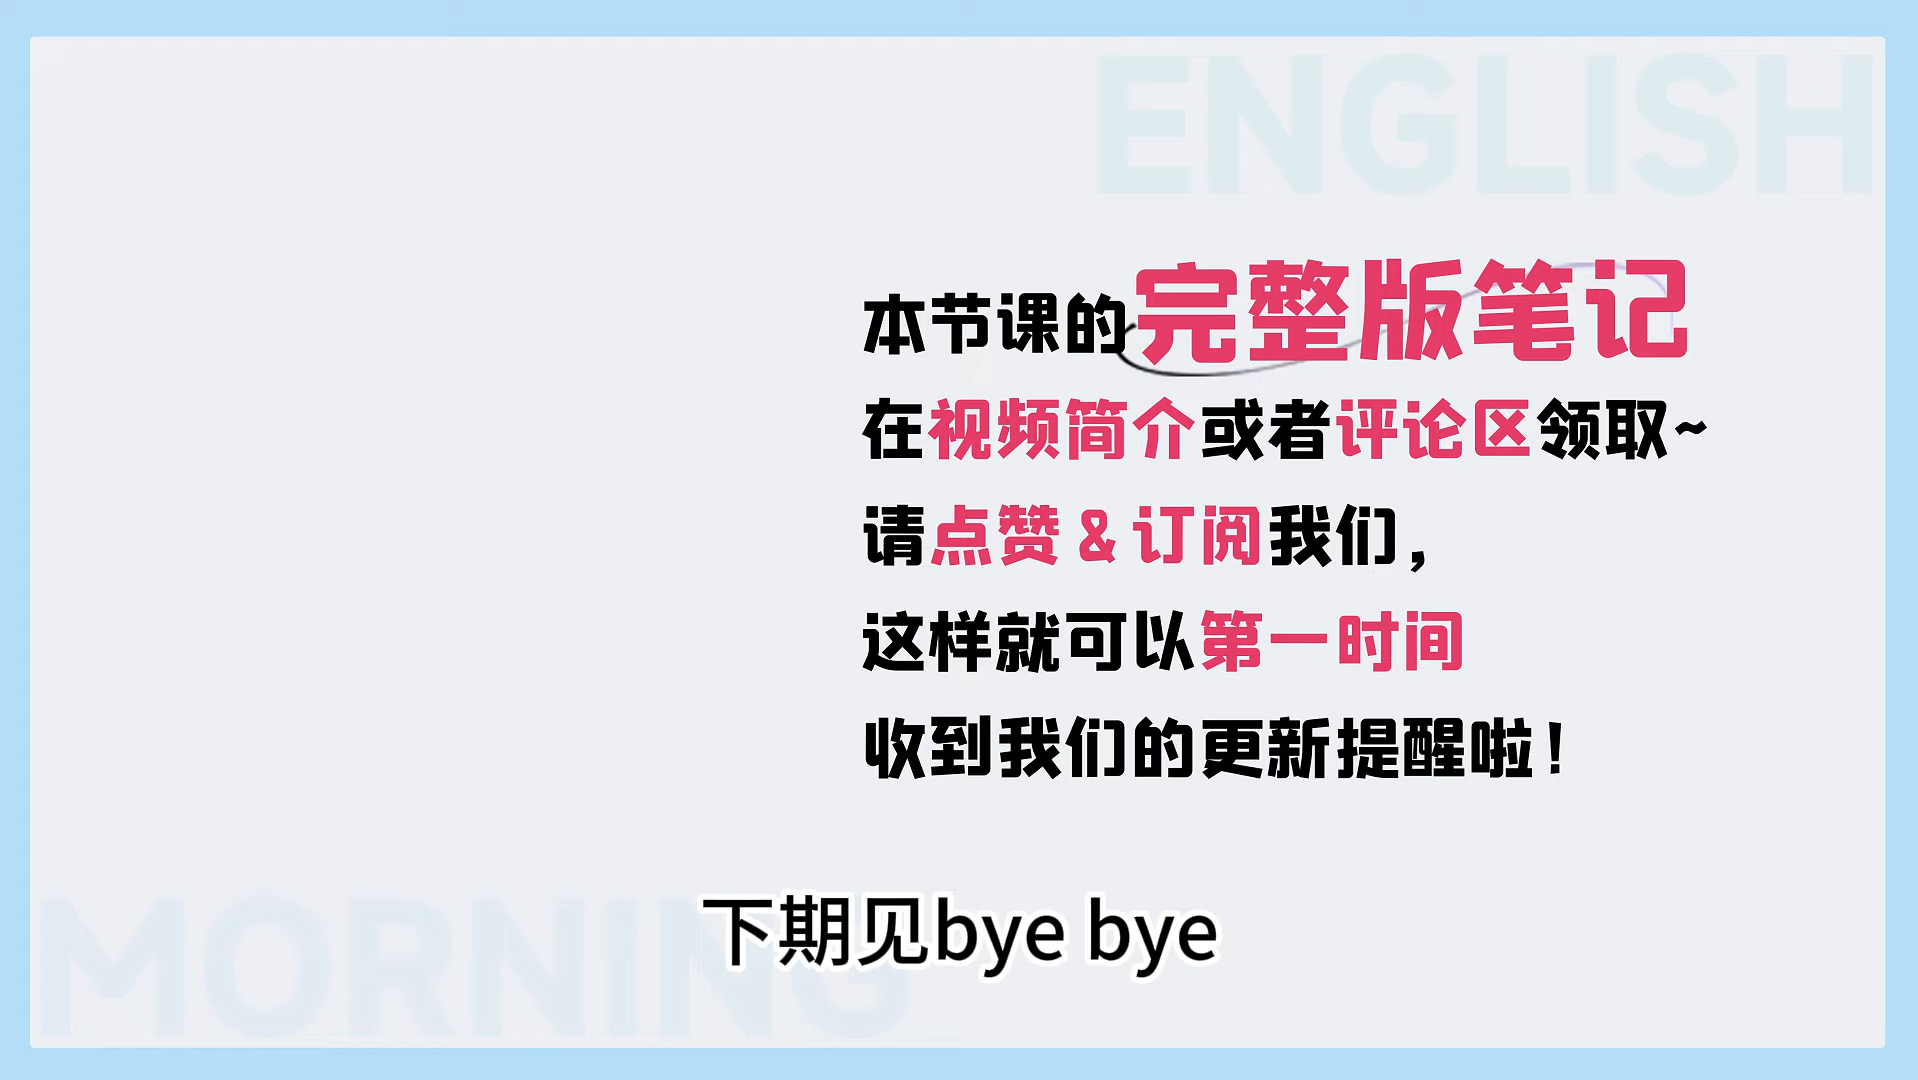 ENGLISH
本节课的完整版笔记
在视频简介或者评论区领取~
请点赞&订阅我们，
这样就可以第一时间
收到我们的更新提醒啦！
下期见bye bye
MORNING